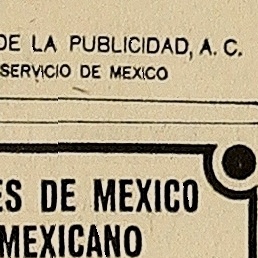 DE LA PUBLICIDAD, A. C.
SERVICIO DE MEXICO
ES DE MEXICO
MEXICANO